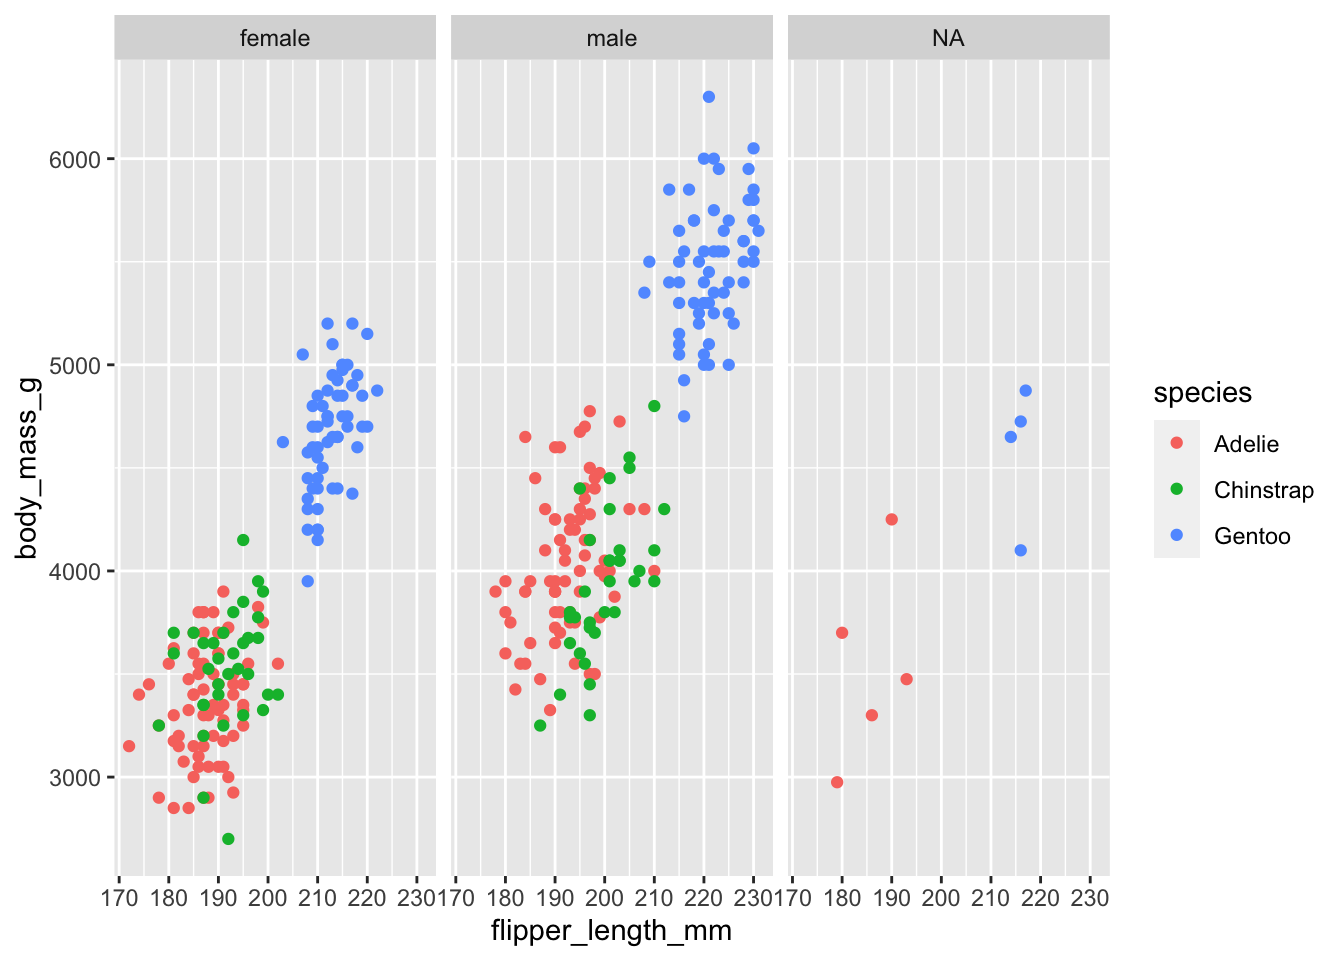 female male NA
6000
5000
4000
3000
body_mass_g
170 180 190 200 210 220 230 170 180 190 200 210 220 230 170 180 190 200 210 220 230
flipper_length_mm
species
Adelie
Chinstrap
Gentoo